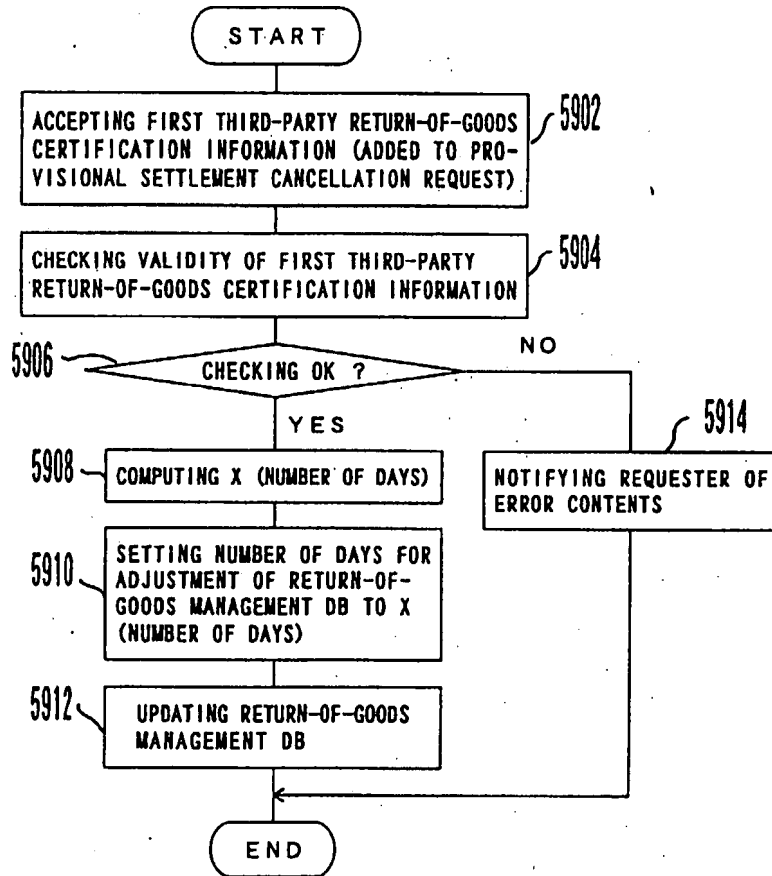 START
ACCEPTING FIRST THIRD-PARTY RETURN-OF-GOODS
CERTIFICATION INFORMATION (ADDED TO PRO-
VISIONAL SETTLEMENT CANCELLATION REQUEST)
5902
CHECKING VALIDITY OF FIRST THIRD-PARTY
RETURN-OF-GOODS CERTIFICATION INFORMATION
5904
5906
CHECKING OK ?
NO
YES
5908
COMPUTING X (NUMBER OF DAYS)
5914
NOTIFYING REQUESTER OF
ERROR CONTENTS
5910
SETTING NUMBER OF DAYS FOR
ADJUSTMENT OF RETURN-OF-
GOODS MANAGEMENT DB TO X
(NUMBER OF DAYS)
5912
UPDATING RETURN-OF-GOODS
MANAGEMENT DB
END